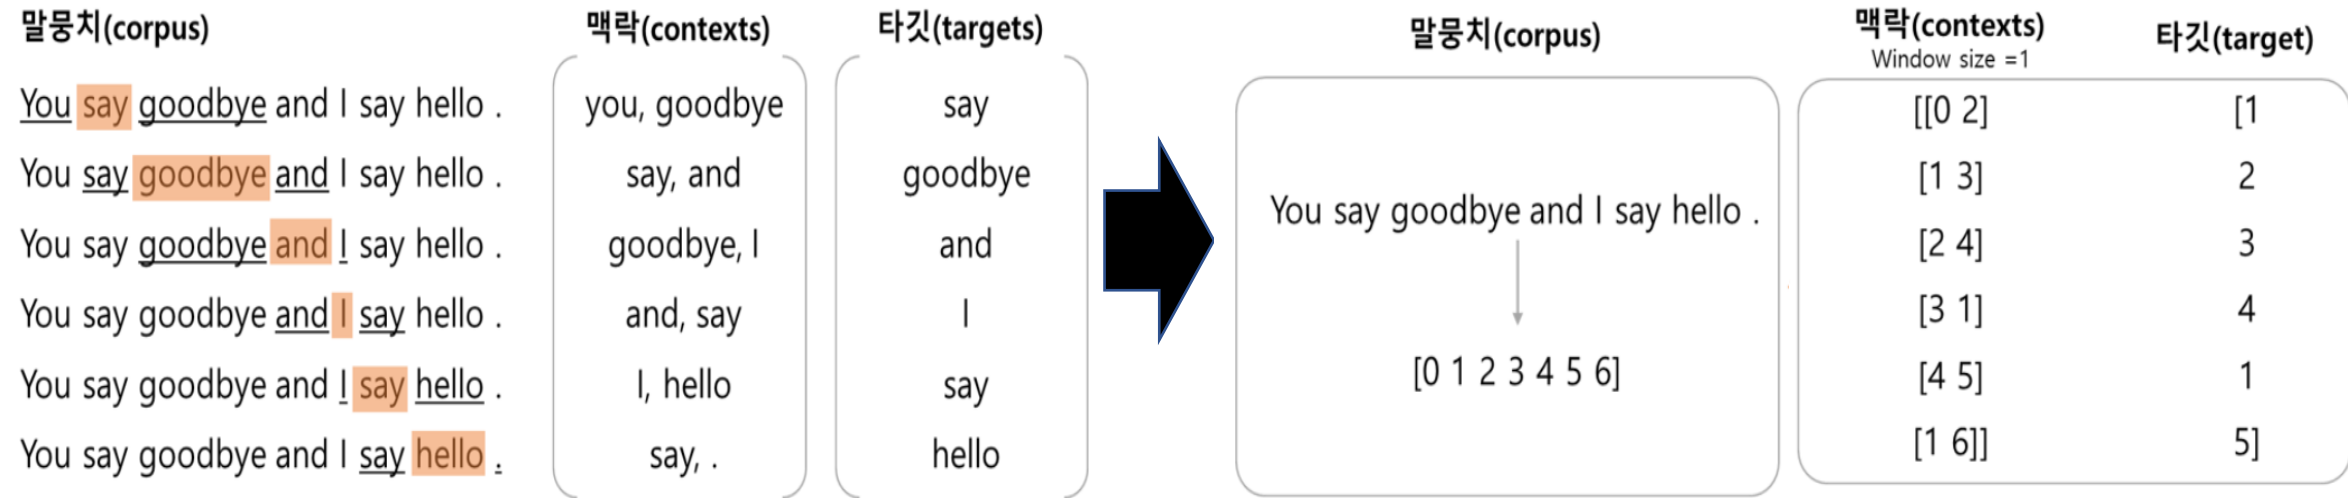 말뭉치(corpus)
You say goodbye and I say hello .
You say goodbye and I say hello .
You say goodbye and I say hello .
You say goodbye and I say hello .
You say goodbye and I say hello .
You say goodbye and I say hello .
맥락(contexts)
you, goodbye
say, and
goodbye, I
and, say
I, hello
say, .
타깃(targets)
say
goodbye
and
I
say
hello
말뭉치(corpus)
You say goodbye and I say hello .
[0 1 2 3 4 5 6]
맥락(contexts)
Window size =1
[[0 2]
[1 3]
[2 4]
[3 1]
[4 5]
[1 6]]
타깃(target)
[1
2
3
4
1
5]